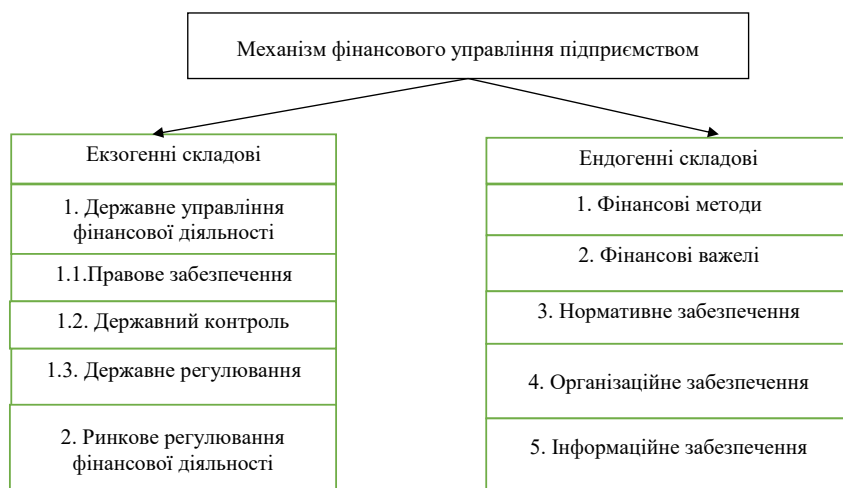 Механізм фінансового управління підприємством
Екзогенні складові
1. Державне управління
фінансової діяльності
1.1.Правове забезпечення
1.2. Державний контроль
1.3. Державне регулювання
2. Ринкове регулювання
фінансової діяльності
Ендогенні складові
1. Фінансові методи
2. Фінансові важелі
3. Нормативне забезпечення
4. Організаційне забезпечення
5. Інформаційне забезпечення